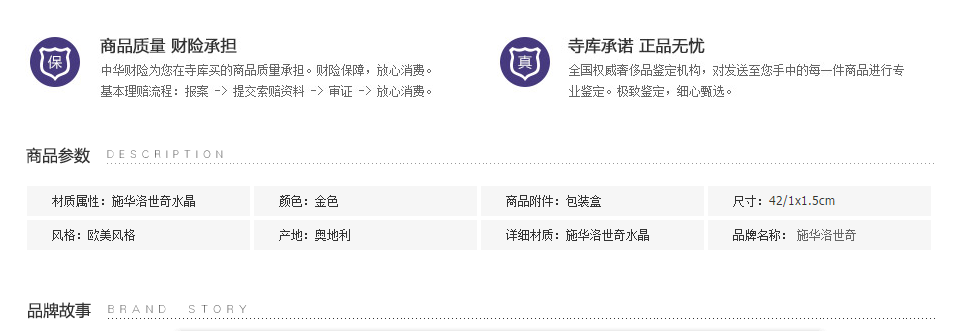 保
商品质量 财险承担
中华财险为您在寺库买的商品质量承担。财险保障，放心消费。
基本理赔流程：报案 -> 提交索赔资料 -> 审证 -> 放心消费。
真
寺库承诺 正品无忧
全国权威奢侈品鉴定机构，对发送至您手中的每一件商品进行专
业鉴定。极致鉴定，细心甄选。
商品参数 DESCRIPTION
材质属性：施华洛世奇水晶 颜色：金色 商品附件：包装盒 尺寸：42/1x1.5cm
风格：欧美风格 产地：奥地利 详细材质：施华洛世奇水晶 品牌名称： 施华洛世奇
品牌故事 BRAND STORY